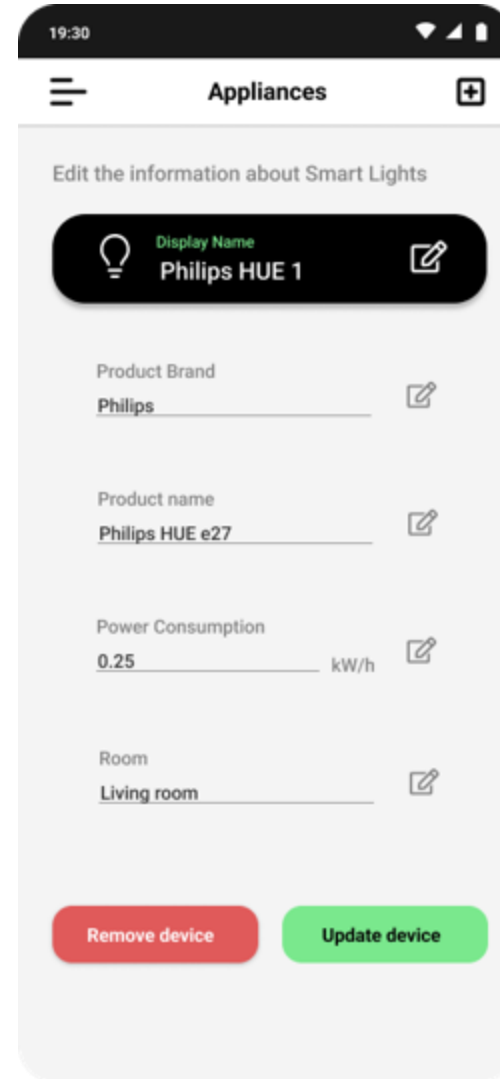 19:30
Appliances
Edit the information about Smart Lights
Display Name
Philips HUE 1
Product Brand
Philips
Product name
Philips HUE e27
Power Consumption
0.25 kW/h
Room
Living room
Remove device Update device